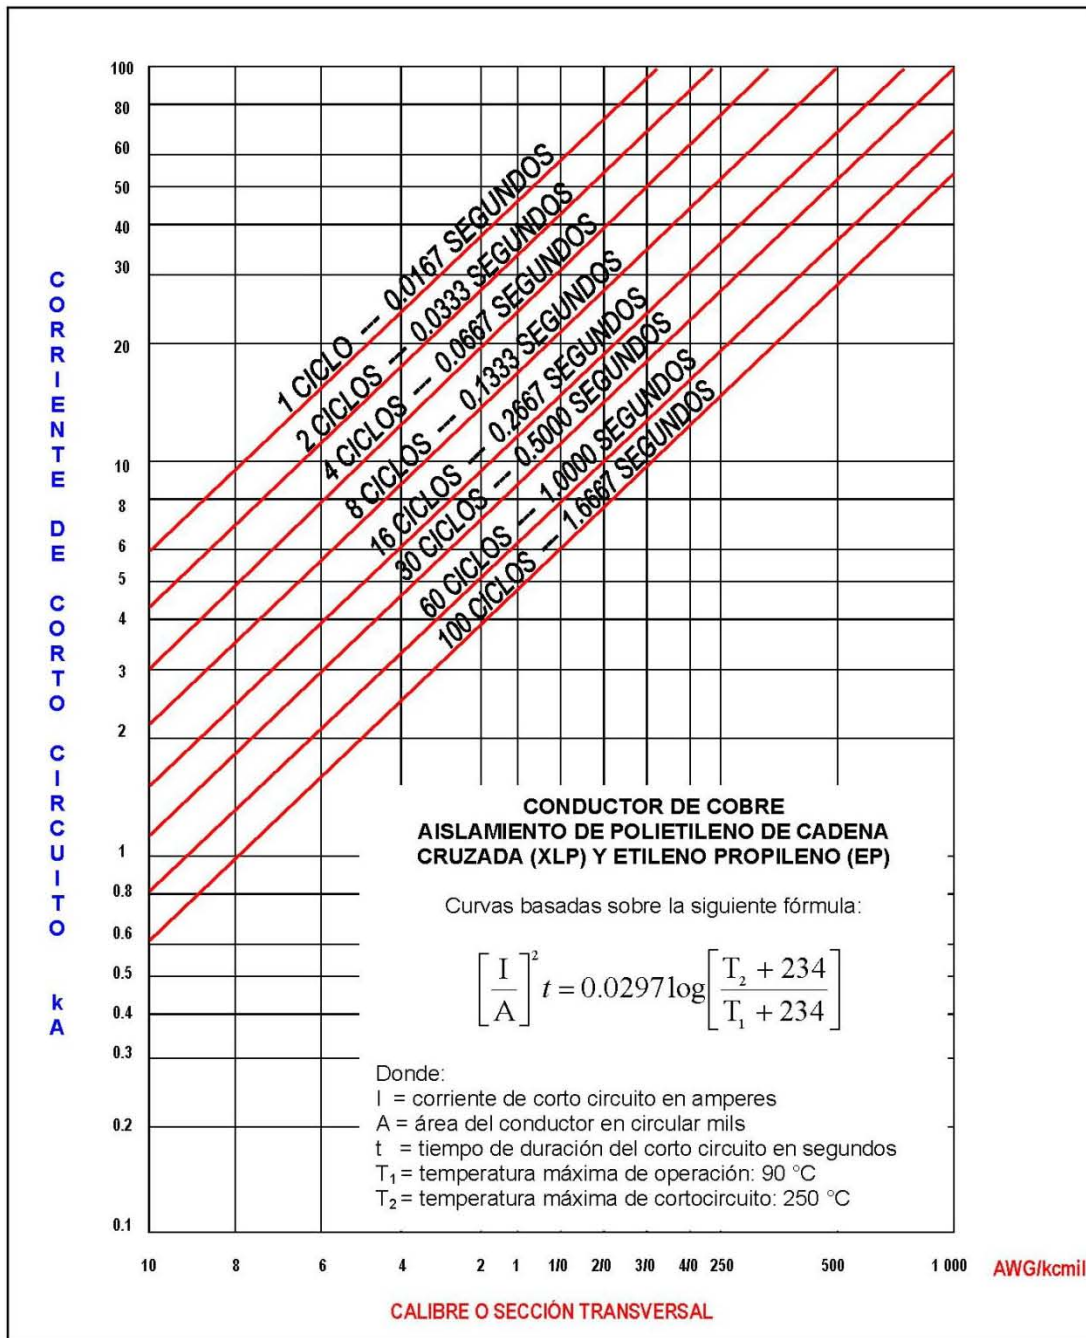 100
80
60
50
40
30
20
10
8
6
5
4
3
2
1
0.8
0.6
0.5
0.4
0.3
0.2
0.1
CORRIENTE DE CORTO CIRCUITO kA
1 CICLO --- 0.0167 SEGUNDOS
2 CICLOS --- 0.0333 SEGUNDOS
4 CICLOS --- 0.0667 SEGUNDOS
8 CICLOS --- 0,1333 SEGUNDOS
16 CICLOS --- 0.2667 SEGUNDOS
30 CICLOS --- 0.5000 SEGUNDOS
60 CICLOS --- 1,0000 SEGUNDOS
100 CICLOS --- 1.6667 SEGUNDOS
CONDUCTOR DE COBRE
AISLAMIENTO DE POLIETILENO DE CADENA
CRUZADA (XLP) Y ETILENO PROPILENO (EP)
Curvas basadas sobre la siguiente fórmula:
[I/A]² t = 0.0297 log[T₂ + 234 / T₁ + 234]
Donde:
I = corriente de corto circuito en amperes
A = área del conductor en circular mils
t = tiempo de duración del corto circuito en segundos
T₁ = temperatura máxima de operación: 90 °C
T₂ = temperatura máxima de cortocircuito: 250 °C
10 8 6 4 2 1 1/0 2/0 3/0 4/0 250 500 1 000 AWG/kcmil
CALIBRE O SECCIÓN TRANSVERSAL